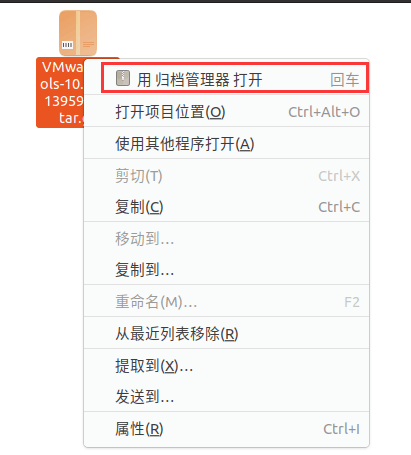 VMwa
ols-10.
13959
tar.
用 归档管理器 打开 回车
打开项目位置(O) Ctrl+Alt+O
使用其他程序打开(A)
剪切(T) Ctrl+X
复制(C) Ctrl+C
移动到…
复制到…
重命名(M)… F2
从最近列表移除(R)
提取到(X)…
发送到…
属性(R) Ctrl+I